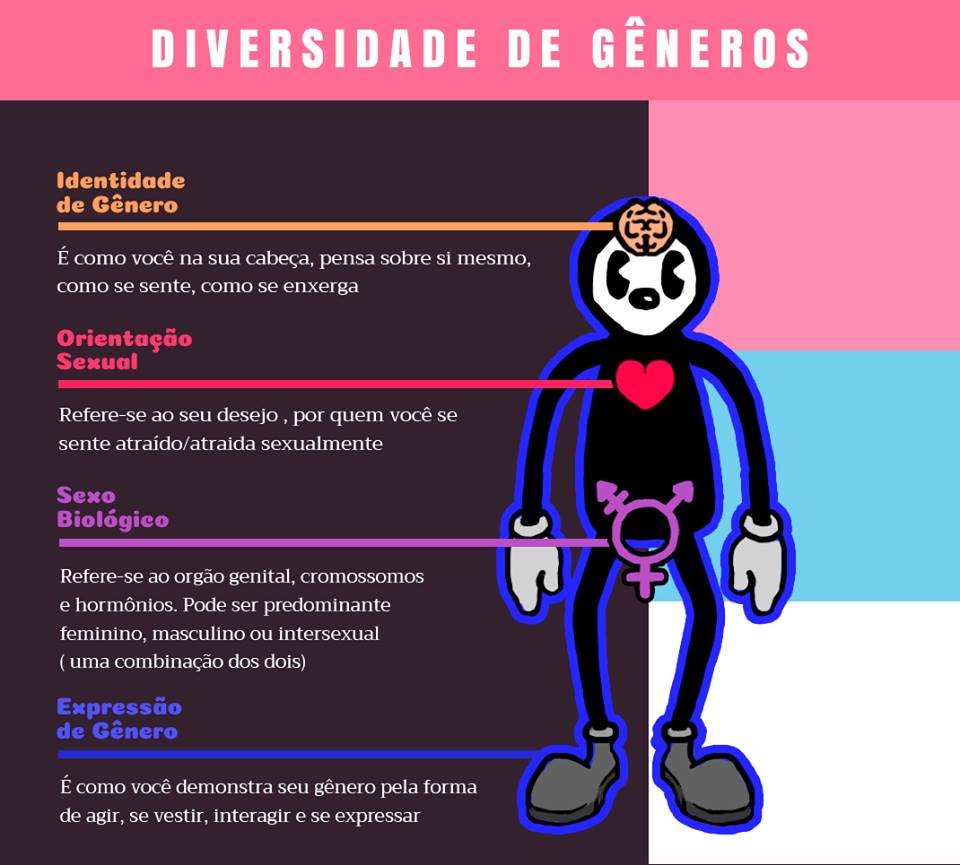 DIVERSIDADE DE GÊNEROS
Identidade
de Gênero
É como você na sua cabeça, pensa sobre si mesmo,
como se sente, como se enxerga
Orientação
Sexual
Refere-se ao seu desejo , por quem você se
sente atraído/atraida sexualmente
Sexo
Biológico
Refere-se ao orgão genital, cromossomos
e hormônios. Pode ser predominante
feminino, masculino ou intersexual
( uma combinação dos dois)
Expressão
de Gênero
É como você demonstra seu gênero pela forma
de agir, se vestir, interagir e se expressar